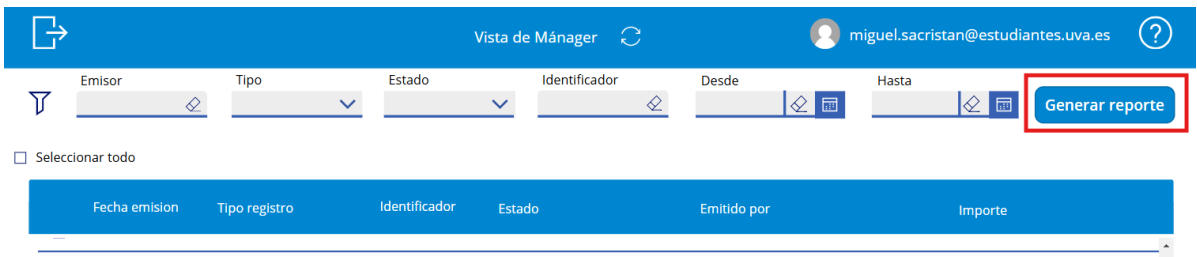 Vista de Mánager miguel.sacristan@estudiantes.uva.es ?
Emisor Tipo Estado Identificador Desde Hasta
Generar reporte
Seleccionar todo
Fecha emision Tipo registro Identificador Estado Emitido por Importe